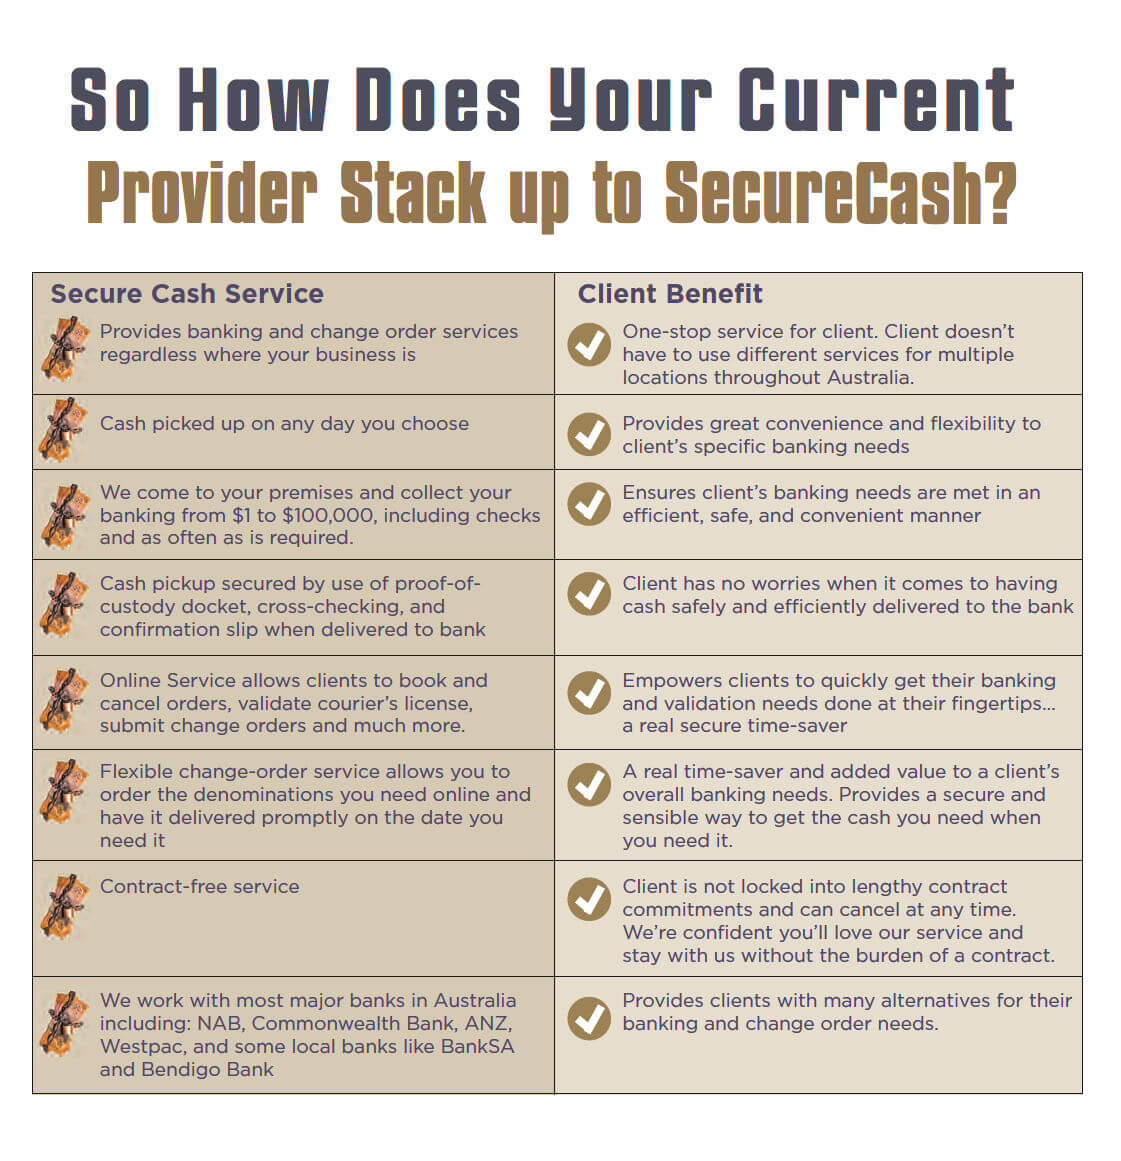 So How Does Your Current
Provider Stack up to SecureCash?
Secure Cash Service
Client Benefit
Provides banking and change order services
regardless where your business is
One-stop service for client. Client doesn’t
have to use different services for multiple
locations throughout Australia.
Cash picked up on any day you choose
Provides great convenience and flexibility to
client’s specific banking needs
We come to your premises and collect your
banking from $1 to $100,000, including checks
and as often as is required.
Ensures client’s banking needs are met in an
efficient, safe, and convenient manner
Cash pickup secured by use of proof-of-
custody docket, cross-checking, and
confirmation slip when delivered to bank
Client has no worries when it comes to having
cash safely and efficiently delivered to the bank
Online Service allows clients to book and
cancel orders, validate courier’s license,
submit change orders and much more.
Empowers clients to quickly get their banking
and validation needs done at their fingertips...
a real secure time-saver
Flexible change-order service allows you to
order the denominations you need online and
have it delivered promptly on the date you
need it
A real time-saver and added value to a client’s
overall banking needs. Provides a secure and
sensible way to get the cash you need when
you need it.
Contract-free service
Client is not locked into lengthy contract
commitments and can cancel at any time.
We’re confident you’ll love our service and
stay with us without the burden of a contract.
We work with most major banks in Australia
including: NAB, Commonwealth Bank, ANZ,
Westpac, and some local banks like BankSA
and Bendigo Bank
Provides clients with many alternatives for their
banking and change order needs.